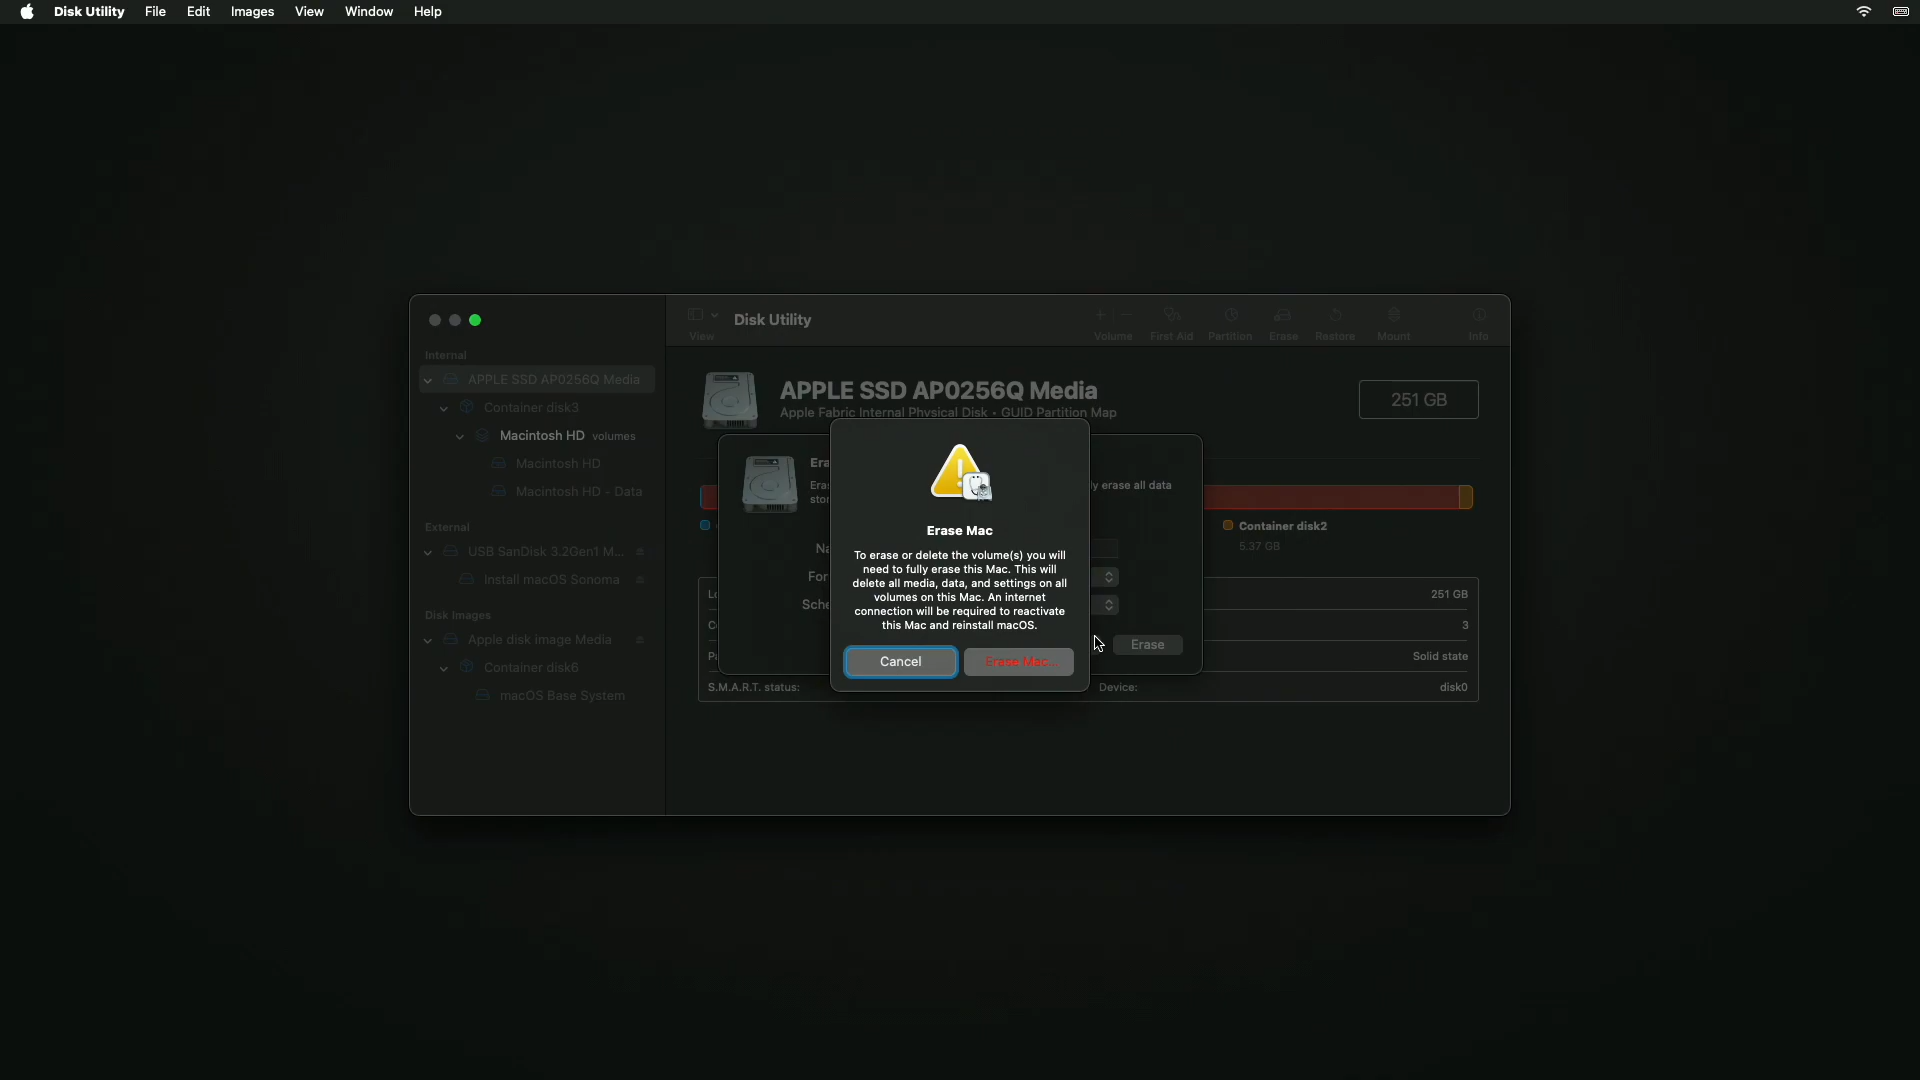 Disk Utility File Edit Images View Window Help
View
Disk Utility
Volume First Aid Partition Erase Restore Mount Info
Internal
APPLE SSD AP0256Q Media
Container disk3
Macintosh HD volumes
Macintosh HD
Macintosh HD - Data
External
USB SanDisk 3.2Gen1 M...
Install macOS Sonoma
Disk Images
Apple disk image Media
Container disk6
macOS Base System
APPLE SSD AP0256Q Media
Apple Fabric Internal Physical Disk • GUID Partition Map
251 GB
ly erase all data
Container disk2
5.37 GB
Erase Mac
To erase or delete the volume(s) you will
need to fully erase this Mac. This will
delete all media, data, and settings on all
volumes on this Mac. An internet
connection will be required to reactivate
this Mac and reinstall macOS.
Cancel Erase Mac...
Erase
251 GB
3
Solid state
S.M.A.R.T. status:
Device: disk0